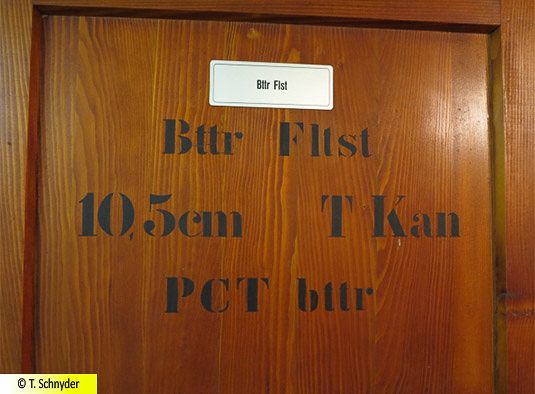 Bttr Flst
Bttr Fltst
10,5cm T Kan
PCT bttr
© T. Schnyder